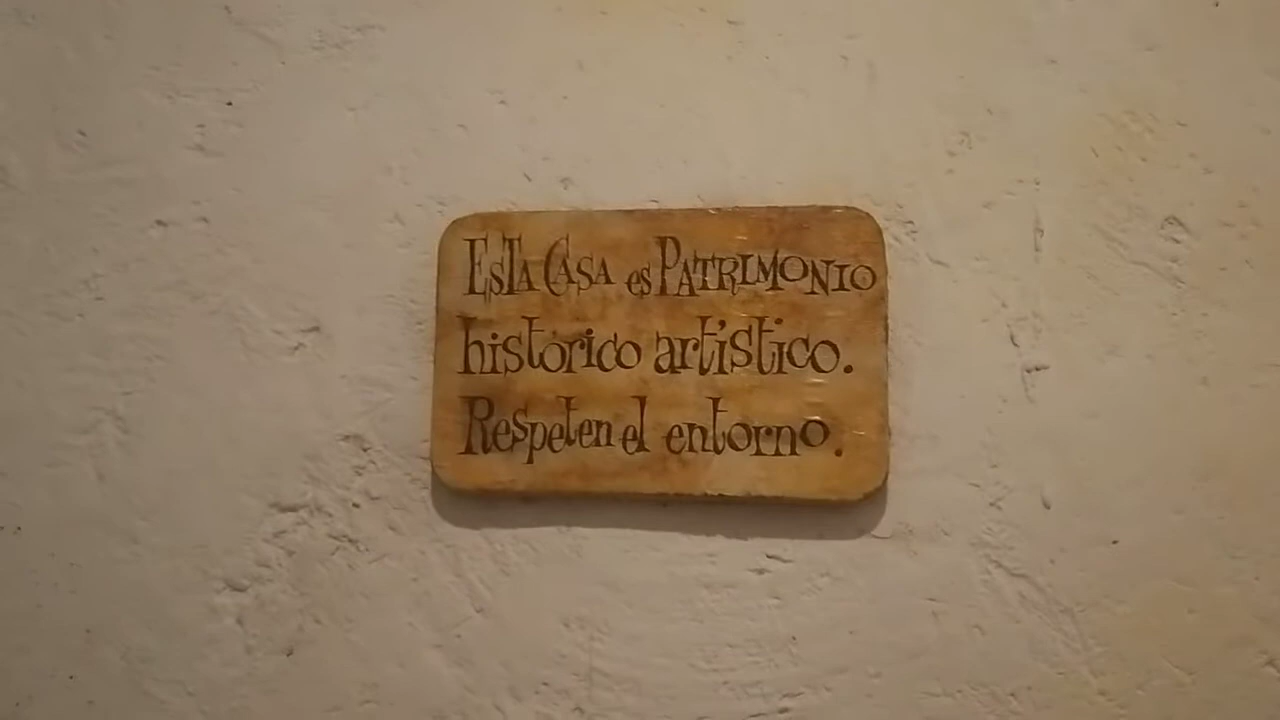 EsTA CASA es PATRIMONIO
histórico artístico.
Respeten el entorno.